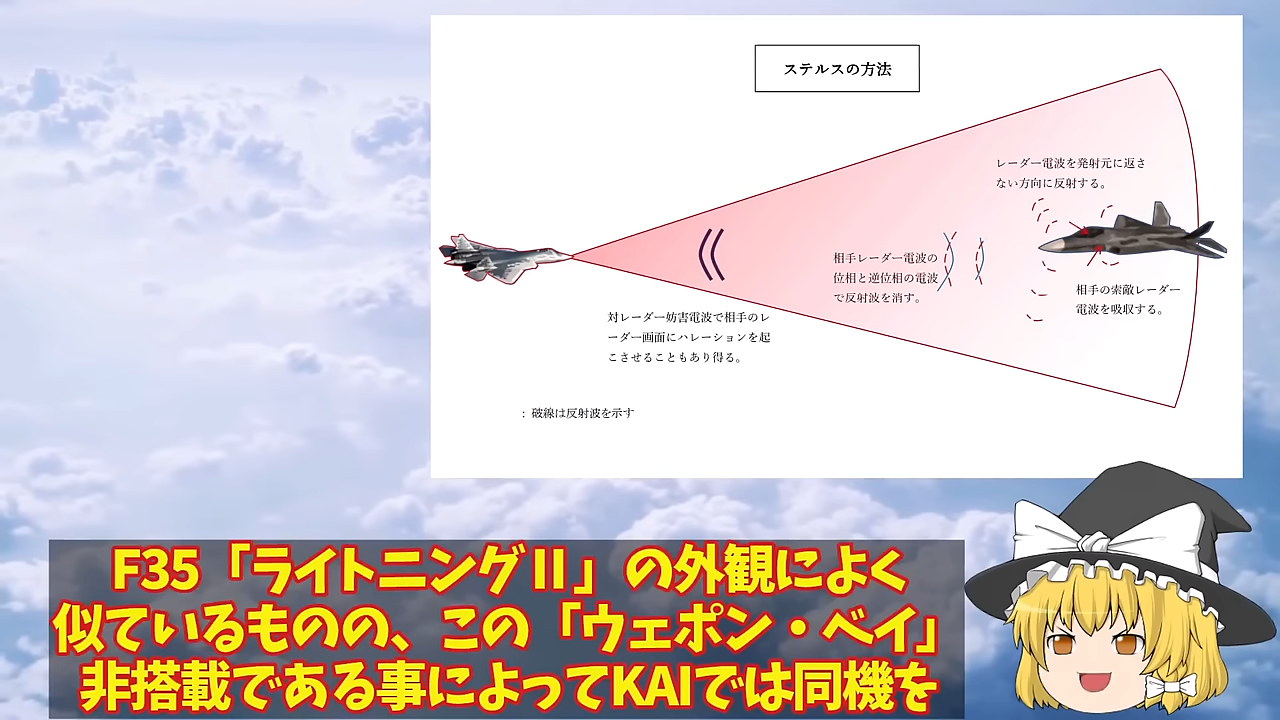 ステルスの方法
レーダー電波を発射元に返さ
ない方向に反射する。
相手レーダー電波の
位相と逆位相の電波
で反射波を消す。
相手の索敵レーダー
電波を吸収する。
対レーダー妨害電波で相手のレ
ーダー画面にハレーションを起
こさせることもあり得る。
：破線は反射波を示す
F35「ライトニングⅡ」の外観によく
似ているものの、この「ウェポン・ベイ」
非搭載である事によってKAIでは同機を